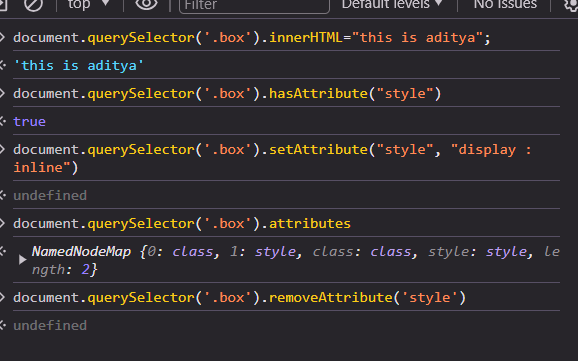 top Filter Default levels No Issues
document.querySelector('.box').innerHTML="this is aditya";
'this is aditya'
document.querySelector('.box').hasAttribute("style")
true
document.querySelector('.box').setAttribute("style", "display :
inline")
undefined
document.querySelector('.box').attributes
NamedNodeMap {0: class, 1: style, class: class, style: style, le
ngth: 2}
document.querySelector('.box').removeAttribute('style')
undefined